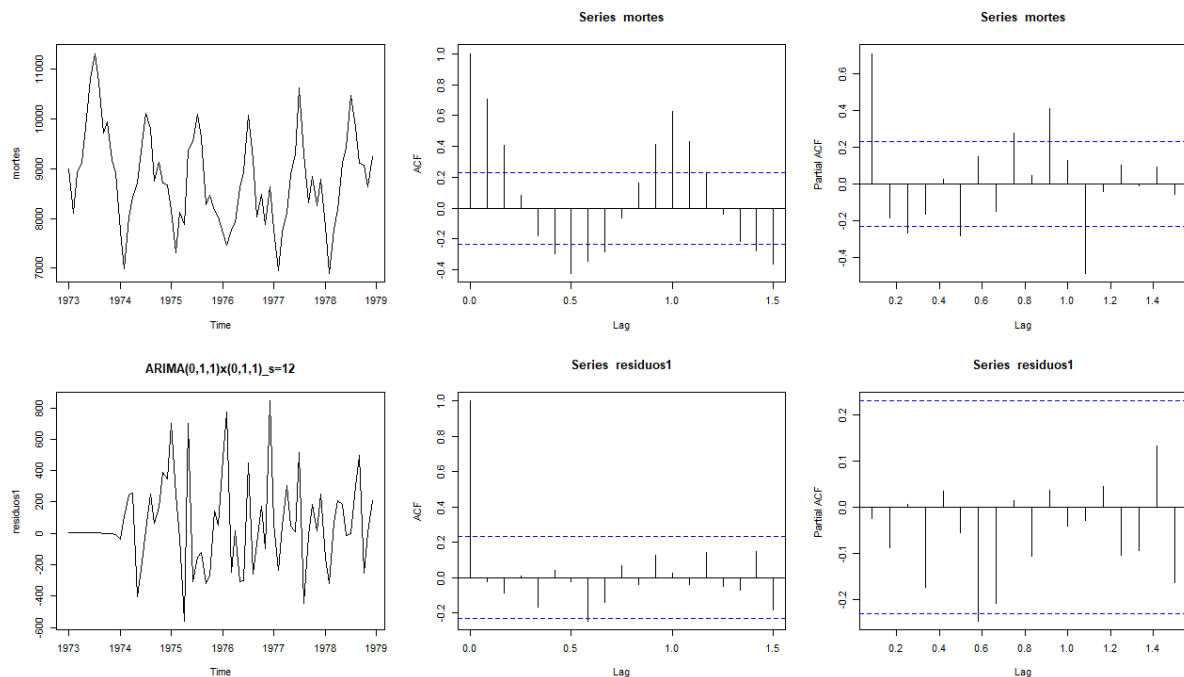 Series mortes
Series mortes
mortes
7000 8000 9000 10000 11000
1973 1974 1975 1976 1977 1978 1979
Time
ACF
-0.4 -0.2 0.0 0.2 0.4 0.6 0.8 1.0
0.0 0.5 1.0 1.5
Lag
Partial ACF
-0.4 -0.2 0.0 0.2 0.4 0.6
0.2 0.4 0.6 0.8 1.0 1.2 1.4
Lag
ARIMA(0,1,1)x(0,1,1)_s=12
Series residuos1
Series residuos1
residuos1
-600 -400 -200 0 200 400 600 800
1973 1974 1975 1976 1977 1978 1979
Time
ACF
-0.2 0.0 0.2 0.4 0.6 0.8 1.0
0.0 0.5 1.0 1.5
Lag
Partial ACF
-0.2 -0.1 0.0 0.1 0.2
0.2 0.4 0.6 0.8 1.0 1.2 1.4
Lag